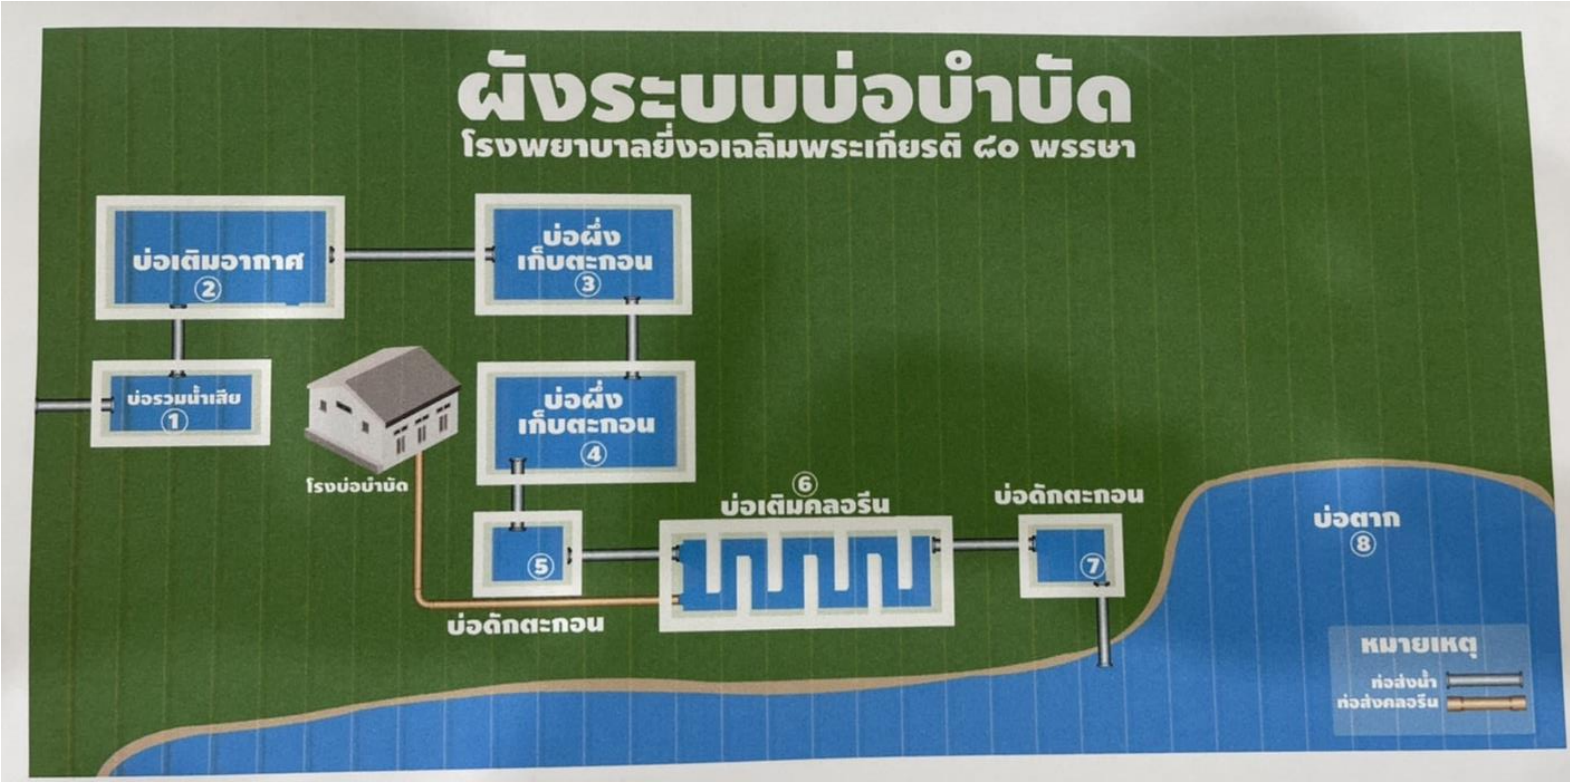 ผังระบบบ่อบำบัด
โรงพยาบาลยี่งอเฉลิมพระเกียรติ ๘๐ พรรษา
บ่อเติมอากาศ
②
บ่อผึ่ง
เก็บตะกอน
③
บ่อรวมน้ำเสีย
①
บ่อผึ่ง
เก็บตะกอน
④
โรงบ่อบำบัด
⑥
บ่อเติมคลอรีน
บ่อดักตะกอน
บ่อตาก
⑧
⑤
⑦
บ่อดักตะกอน
หมายเหตุ
ท่อส่งน้ำ
ท่อส่งคลอรีน